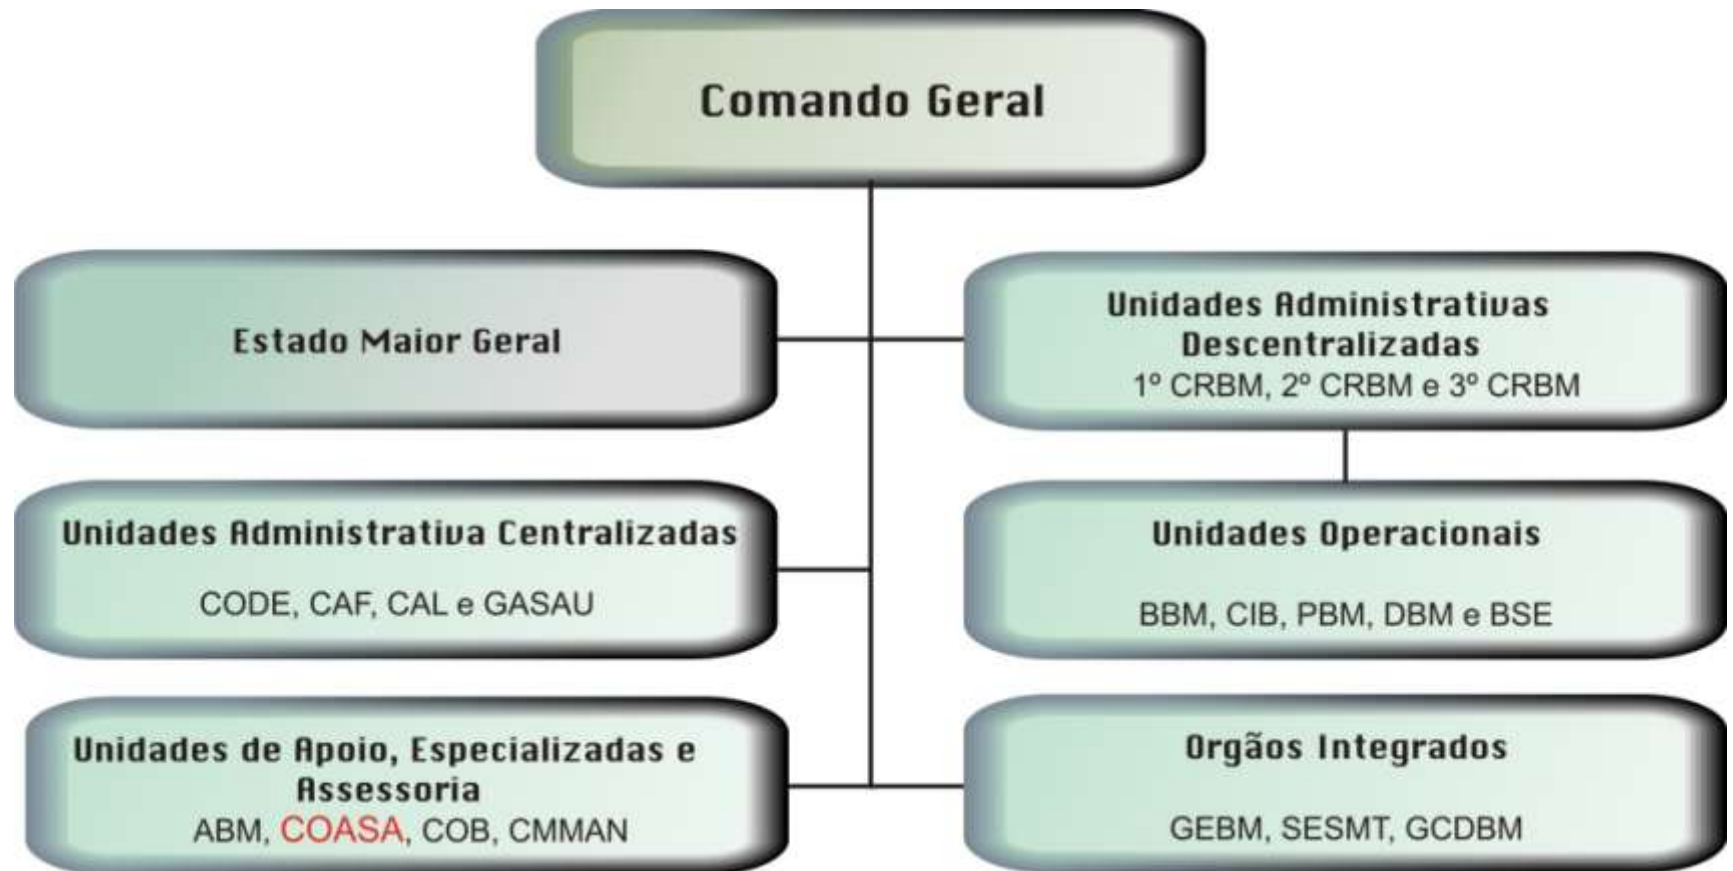 Comando Geral
Estado Maior Geral
Unidades Administrativas
Descentralizadas
1º CRBM, 2º CRBM e 3º CRBM
Unidades Administrativa Centralizadas
CODE, CAF, CAL e GASAU
Unidades Operacionais
BBM, CIB, PBM, DBM e BSE
Unidades de Apoio, Especializadas e
Assessoria
ABM, COASA, COB, CMMAN
Orgãos Integrados
GEBM, SESMT, GCDBM